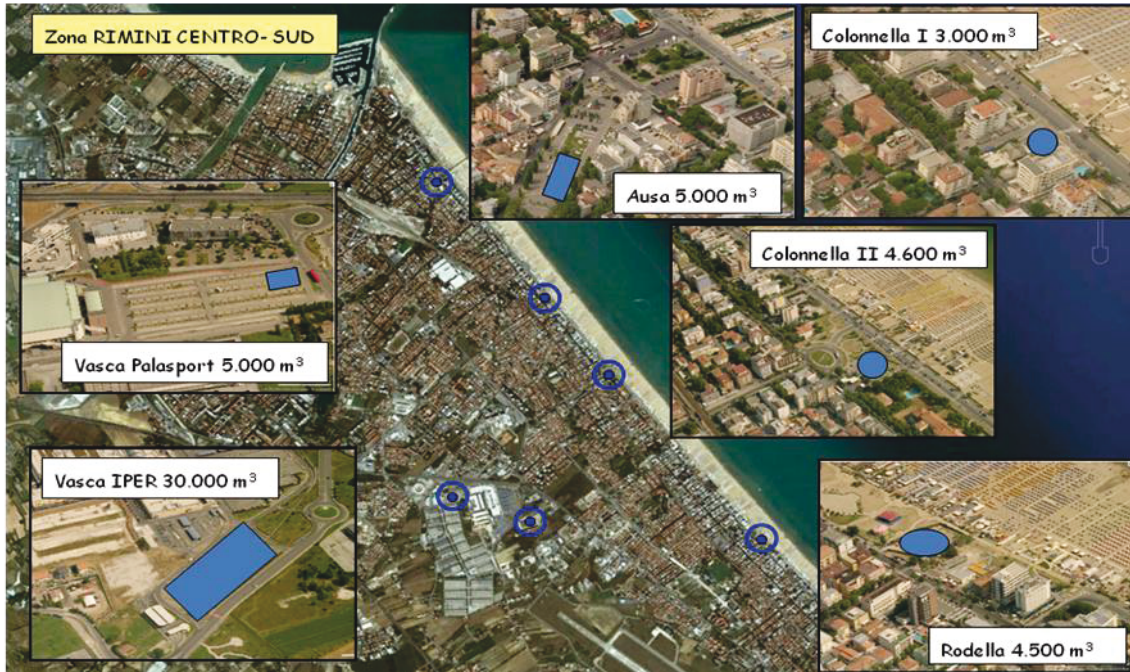 Zona RIMINI CENTRO- SUD
Ausa 5.000 m³
Colonnella I 3.000 m³
Vasca Palasport 5.000 m³
Colonnella II 4.600 m³
Vasca IPER 30.000 m³
Rodella 4.500 m³